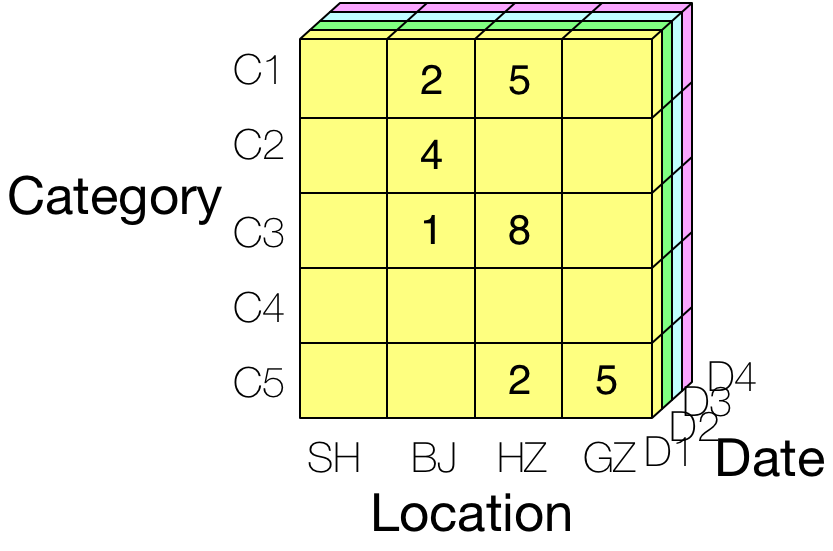 C1 2 5
C2 4
Category
C3 1 8
C4
C5 2 5
D4
D3
D2
SH BJ HZ GZ D1 Date
Location